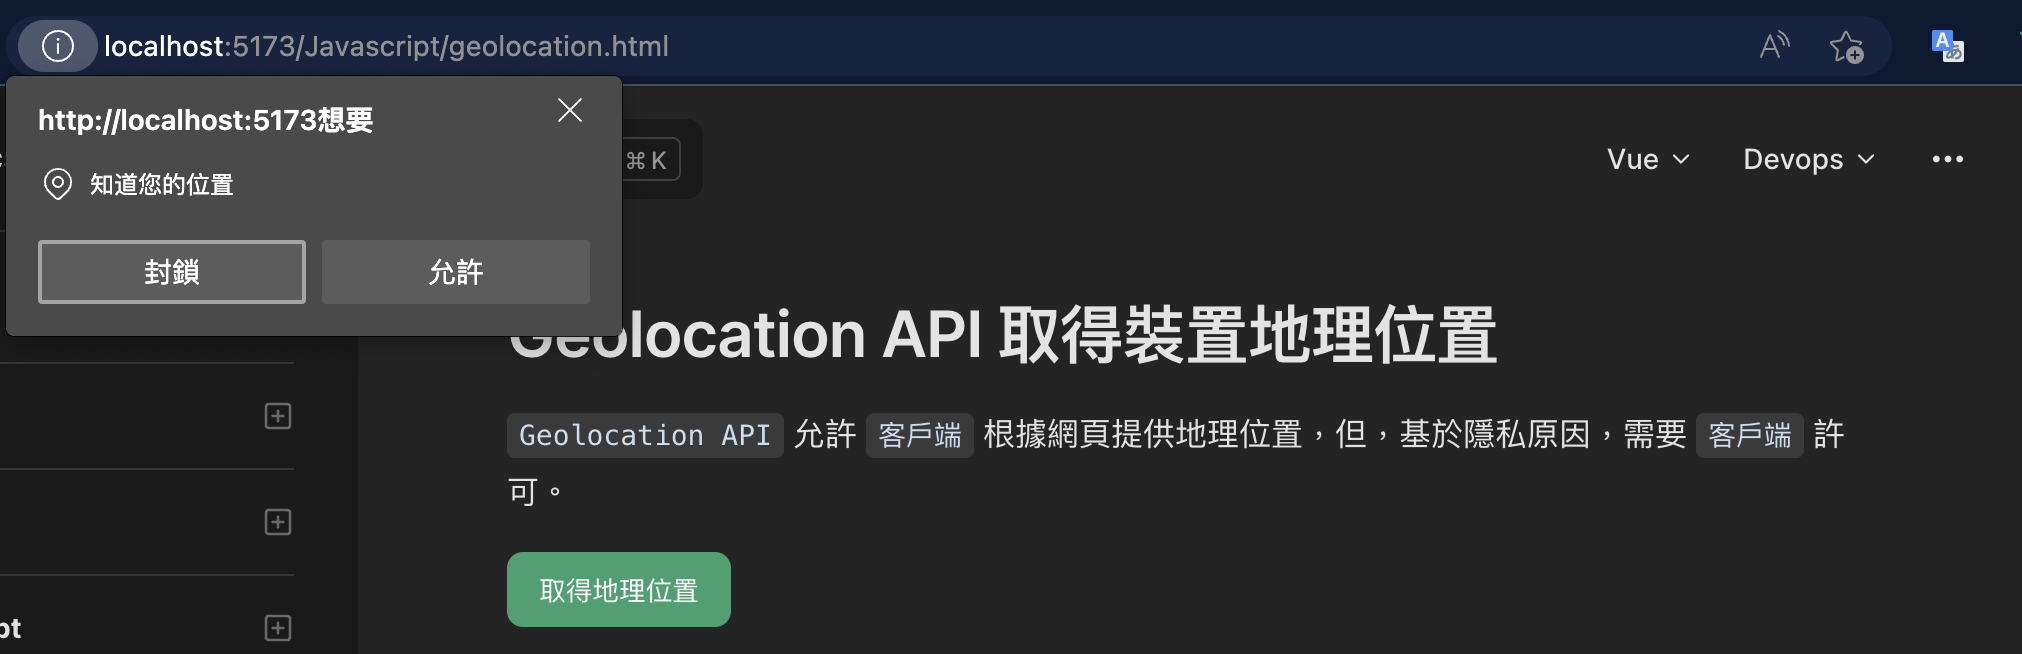 localhost:5173/Javascript/geolocation.html
http://localhost:5173想要
知道您的位置
封鎖 允許
⌘ K
Vue Devops
Geolocation API 取得裝置地理位置
Geolocation API 允許 客戶端 根據網頁提供地理位置，但，基於隱私原因，需要 客戶端 許
可。
取得地理位置
pt